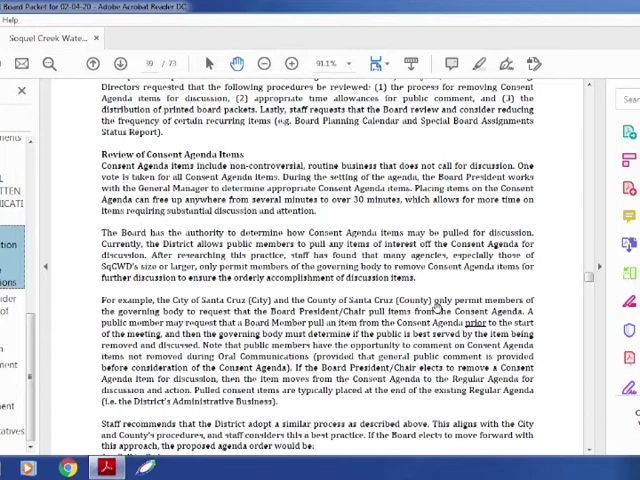 Board Packet for 02-04-20 - Adobe Acrobat Reader DC
Help
Soquel Creek Wate... ×
39 / 73
91.1%
Directors requested that the following procedures be reviewed: (1) the process for removing Consent
Agenda items for discussion, (2) appropriate time allowances for public comment, and (3) the
distribution of printed board packets. Lastly, staff requests that the Board review and consider reducing
the frequency of certain recurring items (e.g. Board Planning Calendar and Special Board Assignments
Status Report).
Review of Consent Agenda Items
Consent Agenda items include non-controversial, routine business that does not call for discussion. One
vote is taken for all Consent Agenda items. During the setting of the agenda, the Board President works
with the General Manager to determine appropriate Consent Agenda items. Placing items on the Consent
Agenda can free up anywhere from several minutes to over 30 minutes, which allows for more time on
items requiring substantial discussion and attention.
The Board has the authority to determine how Consent Agenda items may be pulled for discussion.
Currently, the District allows public members to pull any items of interest off the Consent Agenda for
discussion. After researching this practice, staff has found that many agencies, especially those of
SqCWD's size or larger, only permit members of the governing body to remove Consent Agenda items for
further discussion to ensure the orderly accomplishment of discussion items.
For example, the City of Santa Cruz (City) and the County of Santa Cruz (County) only permit members of
the governing body to request that the Board President/Chair pull items from the Consent Agenda. A
public member may request that a Board Member pull an item from the Consent Agenda prior to the start
of the meeting, and then the governing body must determine if the public is best served by the item being
removed and discussed. Note that public members have the opportunity to comment on Consent Agenda
items not removed during Oral Communications (provided that general public comment is provided
before consideration of the Consent Agenda). If the Board President/Chair elects to remove a Consent
Agenda item for discussion, then the item moves from the Consent Agenda to the Regular Agenda for
discussion and action. Pulled consent items are typically placed at the end of the existing Regular Agenda
(i.e. the District's Administrative Business).
Staff recommends that the District adopt a similar process as described above. This aligns with the City
and County's procedures, and staff considers this a best practice. If the Board elects to move forward with
this approach, the proposed agenda order would be:
Sear